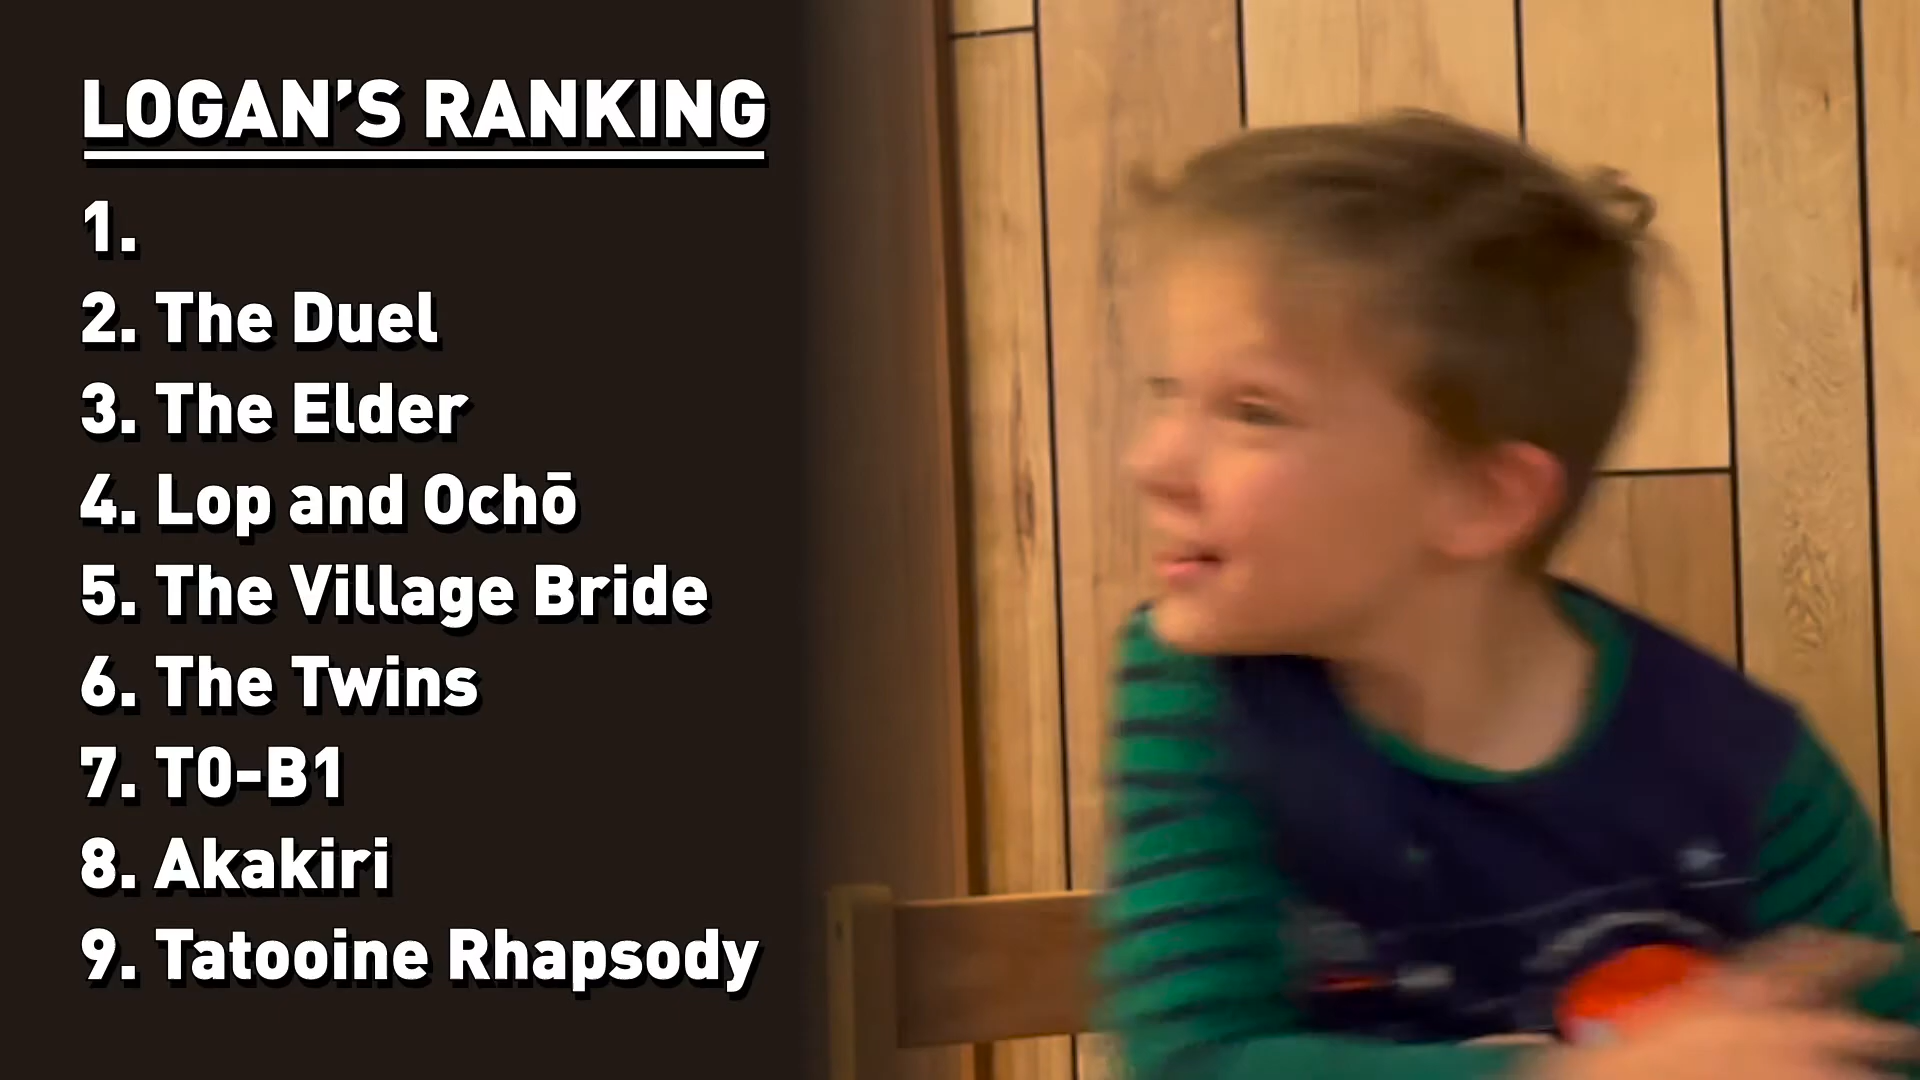 LOGAN’S RANKING
1.
2. The Duel
3. The Elder
4. Lop and Ochō
5. The Village Bride
6. The Twins
7. T0-B1
8. Akakiri
9. Tatooine Rhapsody